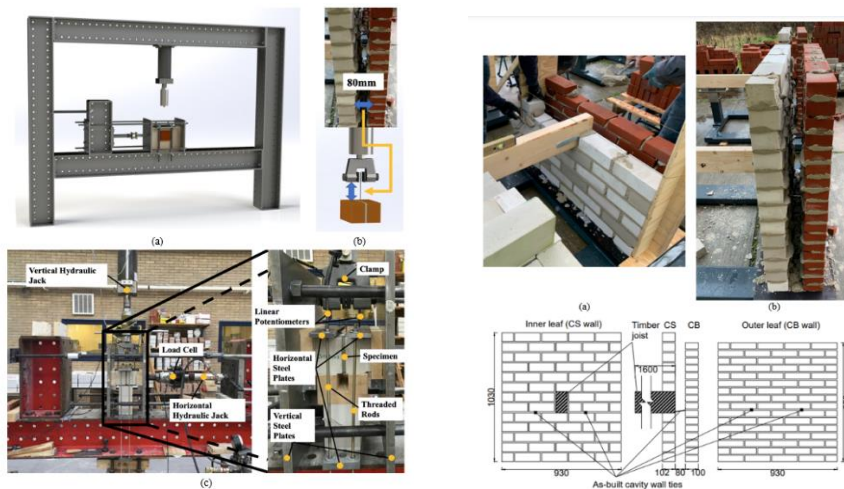 80mm
(a)
(b)
Vertical Hydraulic
Jack
Load Cell
Horizontal
Hydraulic Jack
Clamp
Linear
Potentiometers
Horizontal
Steel
Plates
Specimen
Threaded
Rods
Vertical
Steel
Plates
(c)
(a)
(b)
Inner leaf (CS wall)
Timber
joist
CS
CB
Outer leaf (CB wall)
1600
1030
930
102
80
100
930
As-built cavity wall ties